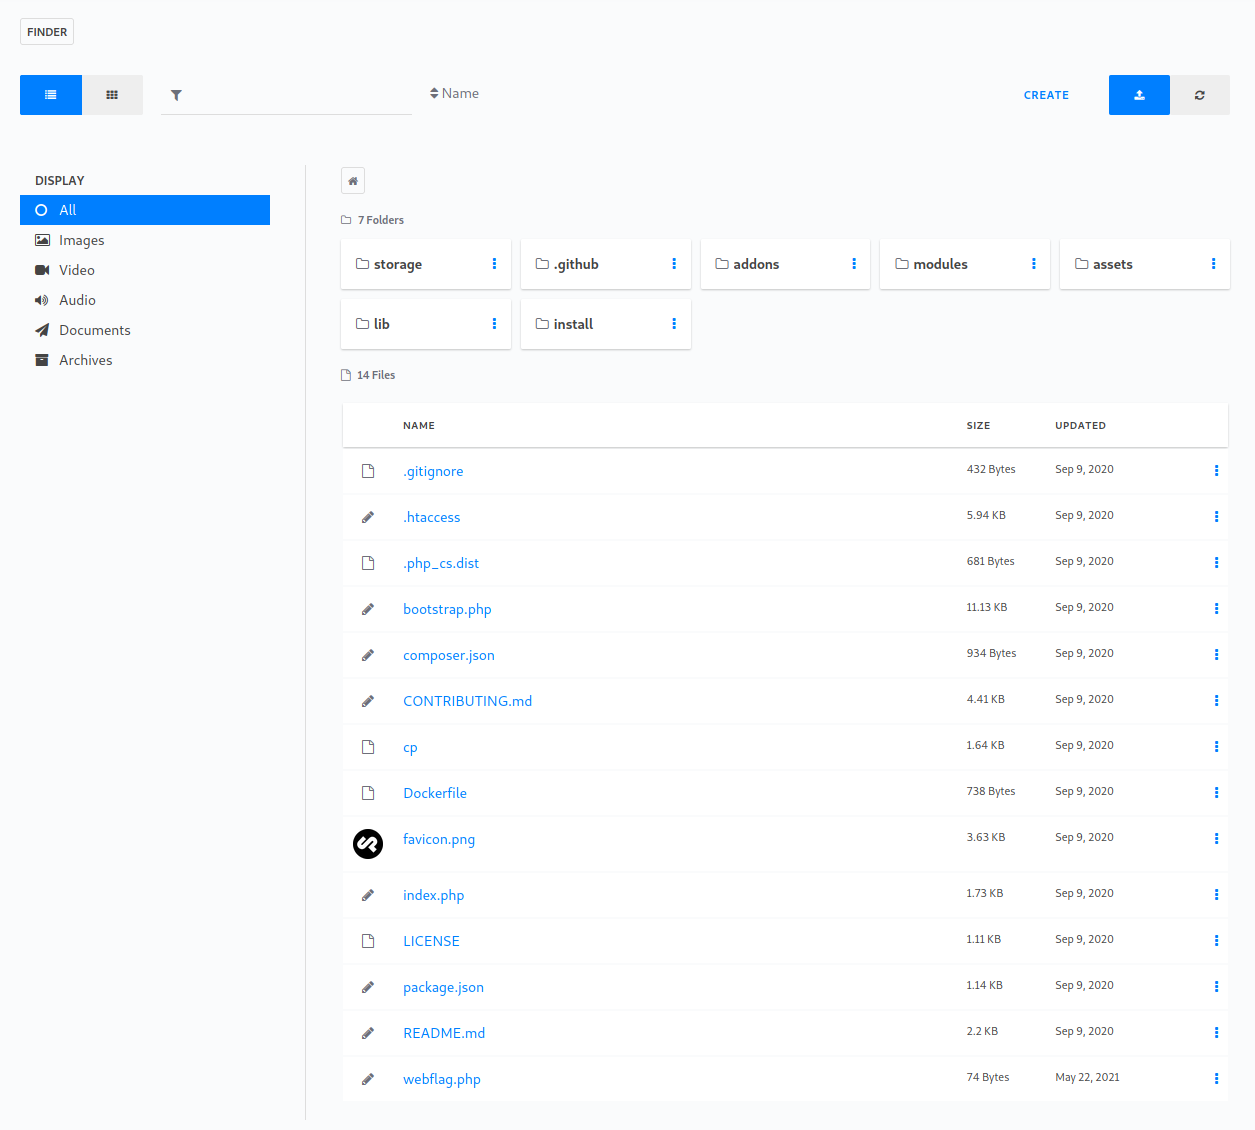 FINDER
Name
CREATE
DISPLAY
All
Images
Video
Audio
Documents
Archives
7 Folders
storage
.github
addons
modules
assets
lib
install
14 Files
NAME SIZE UPDATED
.gitignore 432 Bytes Sep 9, 2020
.htaccess 5.94 KB Sep 9, 2020
.php_cs.dist 681 Bytes Sep 9, 2020
bootstrap.php 11.13 KB Sep 9, 2020
composer.json 934 Bytes Sep 9, 2020
CONTRIBUTING.md 4.41 KB Sep 9, 2020
cp 1.64 KB Sep 9, 2020
Dockerfile 738 Bytes Sep 9, 2020
favicon.png 3.63 KB Sep 9, 2020
index.php 1.73 KB Sep 9, 2020
LICENSE 1.11 KB Sep 9, 2020
package.json 1.14 KB Sep 9, 2020
README.md 2.2 KB Sep 9, 2020
webflag.php 74 Bytes May 22, 2021